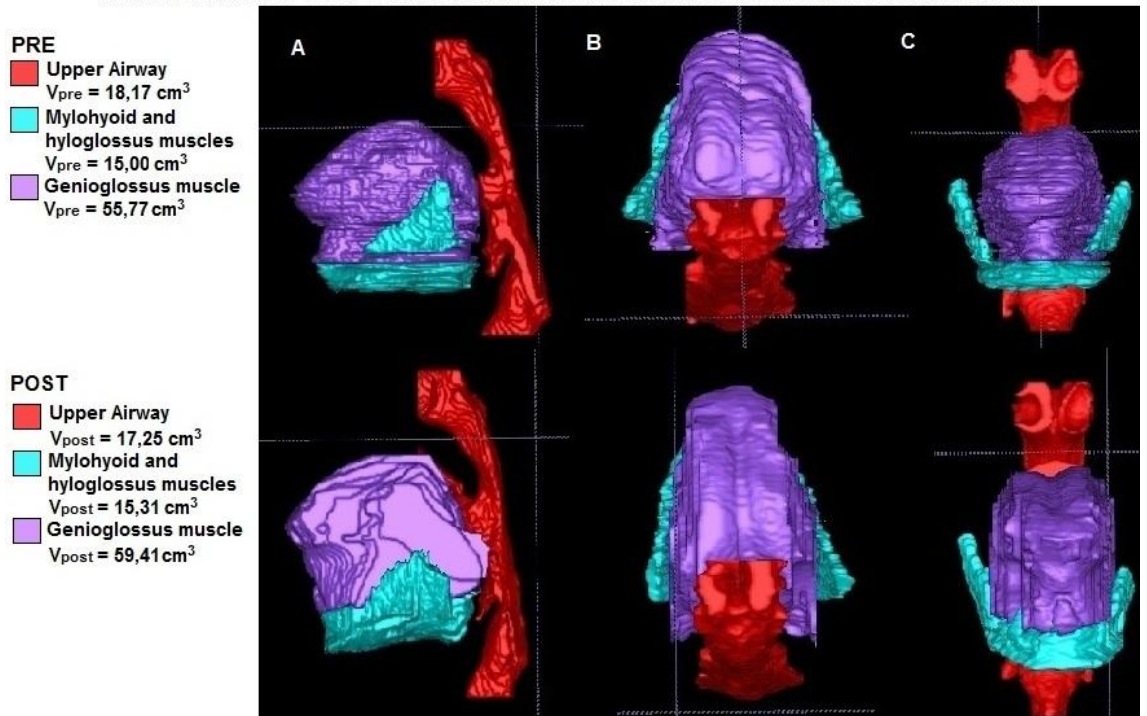 PRE
Upper Airway
Vpre = 18,17 cm³
Mylohyoid and
hyloglossus muscles
Vpre = 15,00 cm³
Genioglossus muscle
Vpre = 55,77 cm³
A
B
C
POST
Upper Airway
Vpost = 17,25 cm³
Mylohyoid and
hyloglossus muscles
Vpost = 15,31 cm³
Genioglossus muscle
Vpost = 59,41 cm³